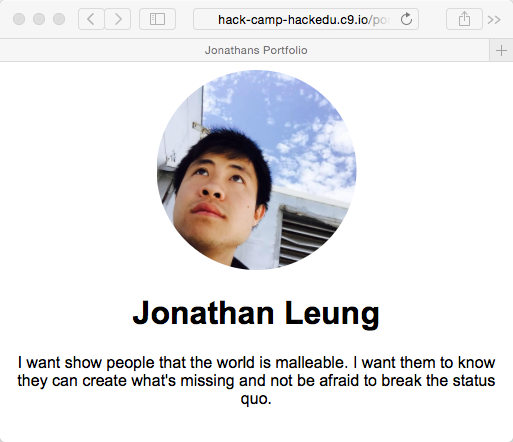 hack-camp-hackedu.c9.io/po
Jonathans Portfolio
Jonathan Leung
I want show people that the world is malleable. I want them to know
they can create what's missing and not be afraid to break the status
quo.